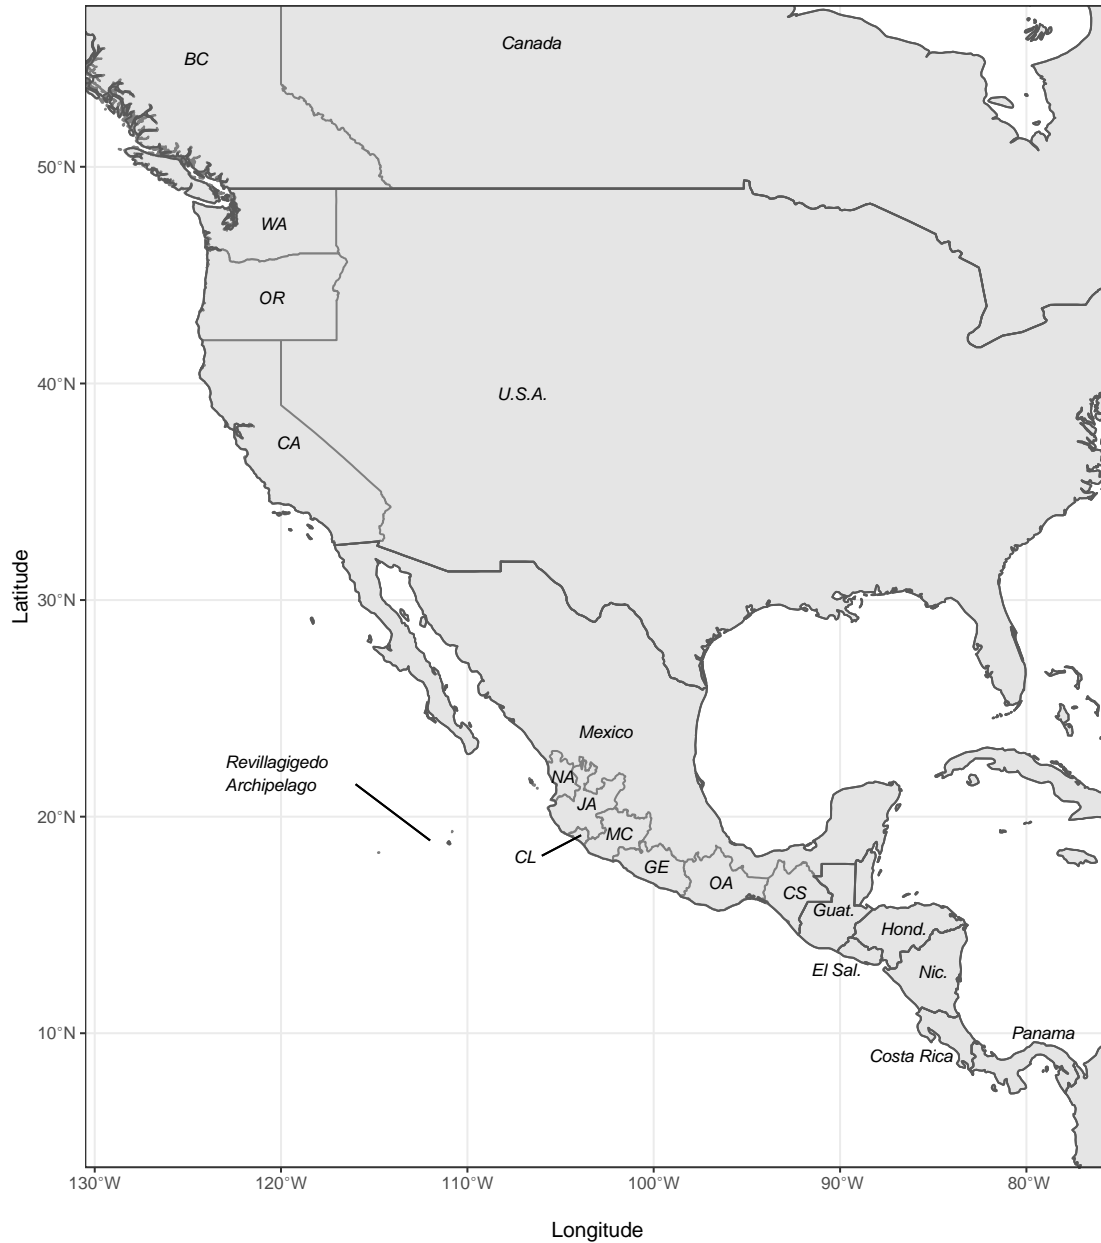 Canada
BC
50°N
WA
OR
40°N
U.S.A.
CA
Latitude
30°N
Mexico
Revillagigedo
Archipelago
NA
JA
20°N
MC
CL
GE
OA
CS
Guat.
Hond.
El Sal.
Nic.
10°N
Panama
Costa Rica
130°W
120°W
110°W
100°W
90°W
80°W
Longitude